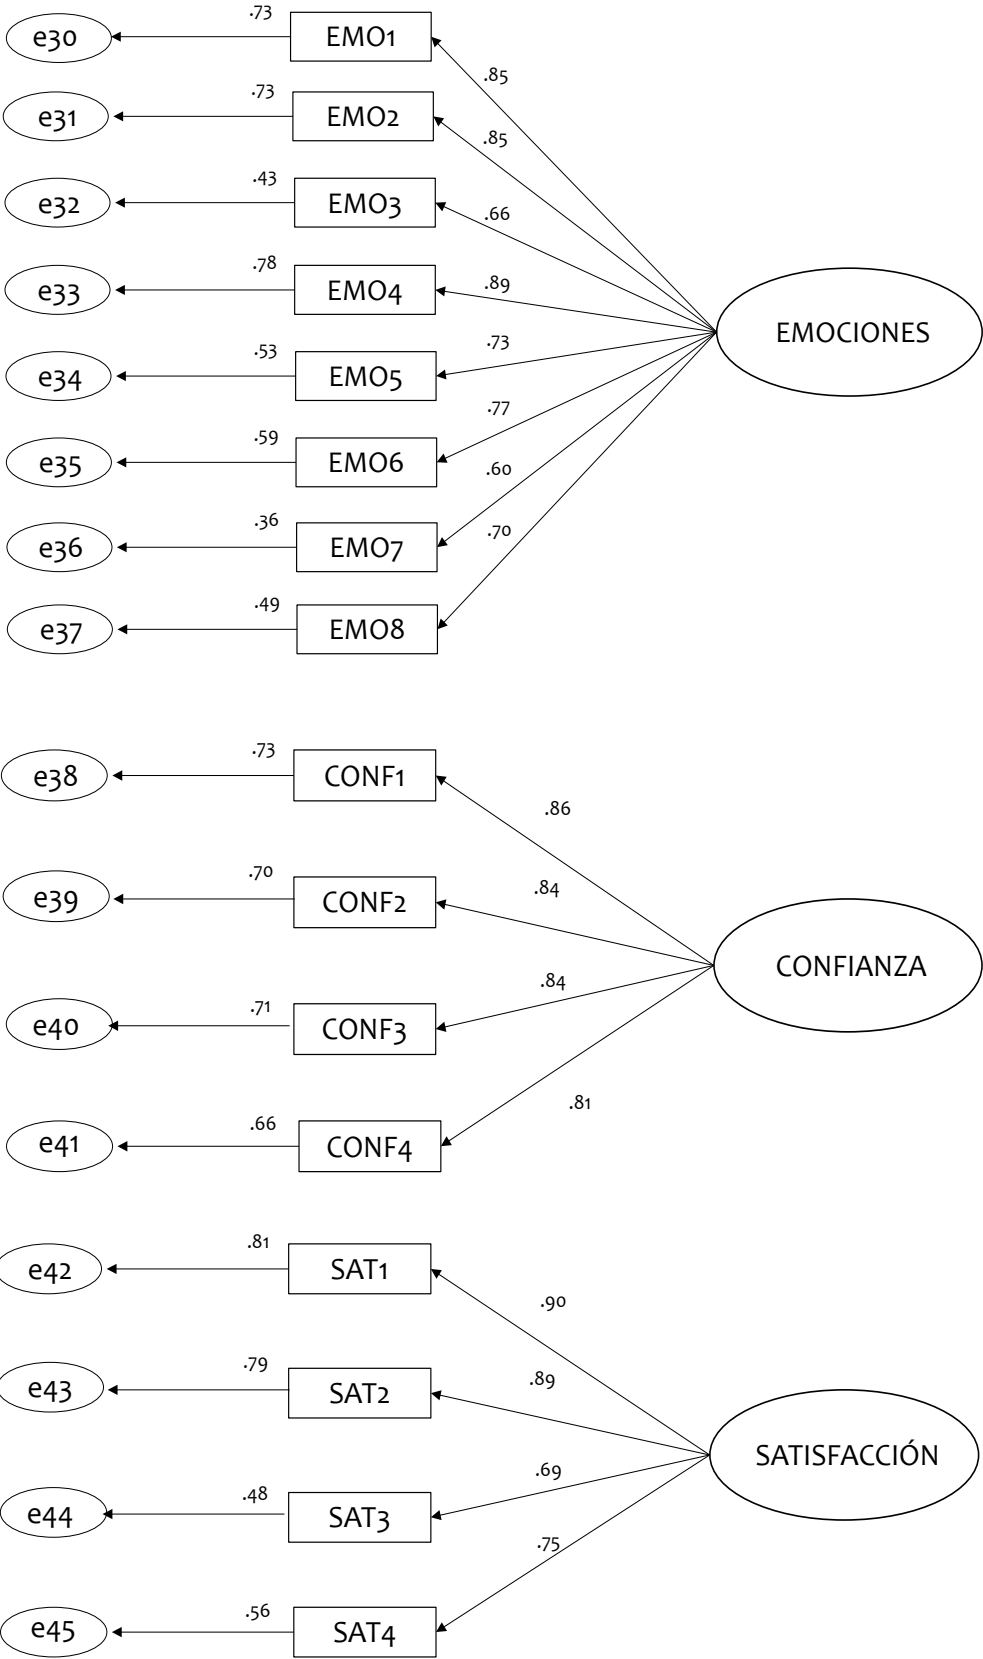 .73
e30
EMO1
.85
.73
e31
EMO2
.85
.43
e32
EMO3
.66
.78
e33
EMO4
.89
.53
e34
EMO5
.73
.59
e35
EMO6
.77
.36
e36
EMO7
.60
.49
e37
EMO8
.70
EMOCIONES
.73
e38
CONF1
.86
.70
e39
CONF2
.84
.71
e40
CONF3
.84
.66
e41
CONF4
.81
CONFIANZA
.81
e42
SAT1
.90
.79
e43
SAT2
.89
.48
e44
SAT3
.69
.56
e45
SAT4
.75
SATISFACCIÓN